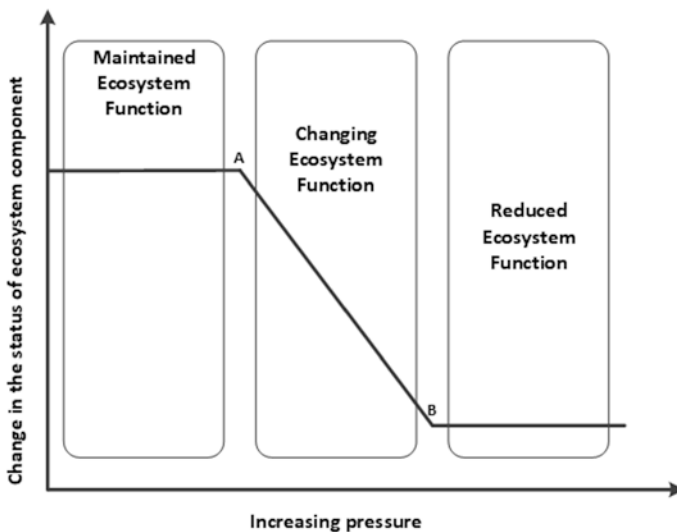 Change in the status of ecosystem component
Maintained
Ecosystem
Function
A
Changing
Ecosystem
Function
Reduced
Ecosystem
Function
B
Increasing pressure